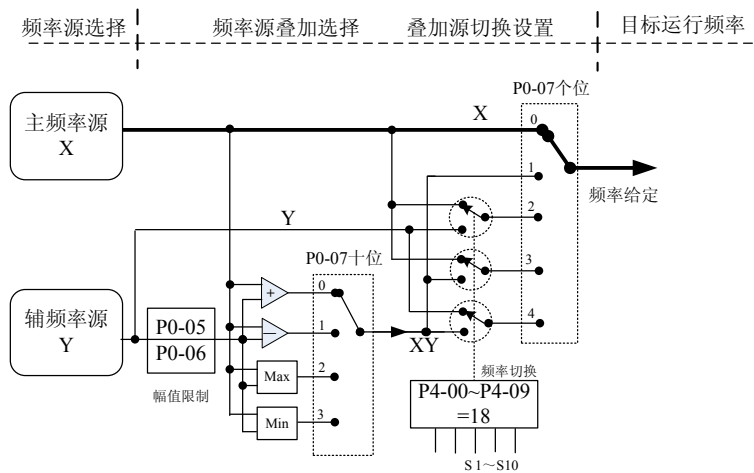 频率源选择 频率源叠加选择 叠加源切换设置 目标运行频率
P0-07个位
主频率源
X
X
0
1
频率给定
2
Y
P0-07十位
3
辅频率源
Y
P0-05
P0-06
幅值限制
+
0
—
1
XY
4
Max
2
Min
3
频率切换
P4-00~P4-09
=18
S1～S10